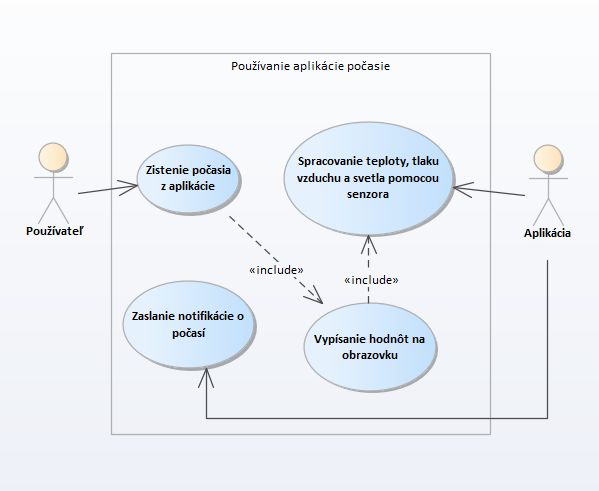 Používanie aplikácie počasie
Zistenie počasia
z aplikácie
Spracovanie teploty, tlaku
vzduchu a svetla pomocou
senzora
Používateľ
Aplikácia
«include»
«include»
Zaslanie notifikácie o
počasí
Vypísanie hodnôt na
obrazovku